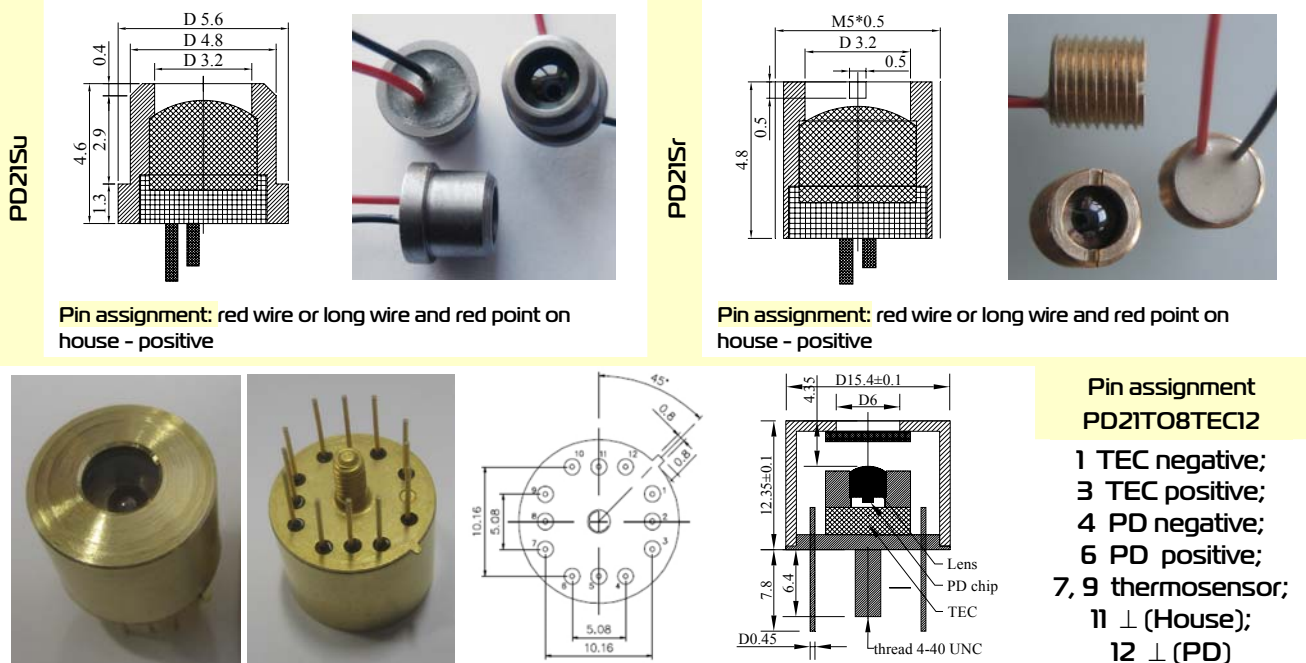 PD21Su
D 5.6
D 4.8
D 3.2
0.4
2.9
4.6
1.3
Pin assignment: red wire or long wire and red point on
house - positive
PD21Sr
M5*0.5
D 3.2
0.5
0.5
4.8
Pin assignment: red wire or long wire and red point on
house - positive
45°
0.8
0.8
10
11
12
9
1
8
2
7
3
6
5
4
10.16
5.08
5.08
10.16
D15.4±0.1
D6
4.35
12.35±0.1
7.8
6.4
D0.45
Lens
PD chip
TEC
thread 4-40 UNC
Pin assignment
PD21TO8TEC12
1 TEC negative;
3 TEC positive;
4 PD negative;
6 PD positive;
7, 9 thermosensor;
11 ⊥ (House);
12 ⊥ (PD)